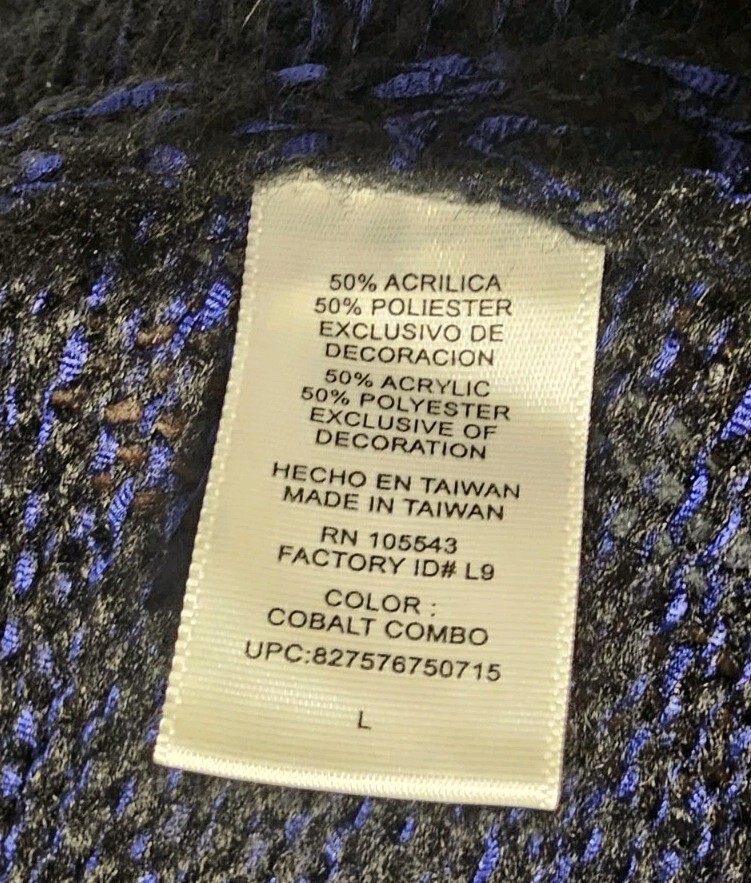 50% ACRILICA
50% POLIESTER
EXCLUSIVO DE
DECORACION
50% ACRYLIC
50% POLYESTER
EXCLUSIVE OF
DECORATION
HECHO EN TAIWAN
MADE IN TAIWAN
RN 105543
FACTORY ID# L9
COLOR :
COBALT COMBO
UPC:827576750715
L